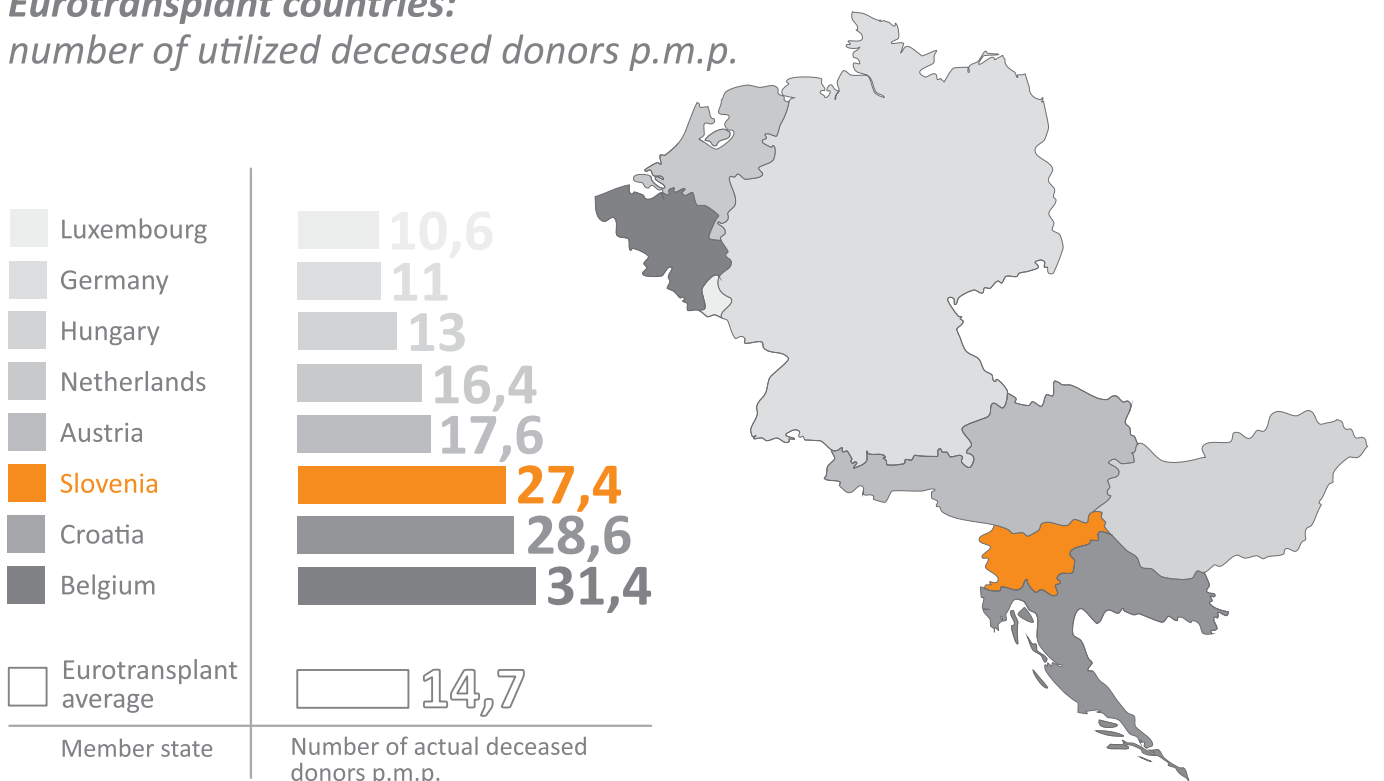 Eurotransplant countries:
number of utilized deceased donors p.m.p.
Luxembourg 10,6
Germany 11
Hungary 13
Netherlands 16,4
Austria 17,6
Slovenia 27,4
Croatia 28,6
Belgium 31,4
Eurotransplant
average 14,7
Member state
Number of actual deceased
donors p.m.p.